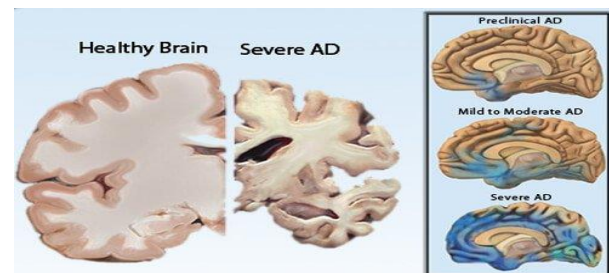 Healthy Brain
Severe AD
Preclinical AD
Mild to Moderate AD
Severe AD